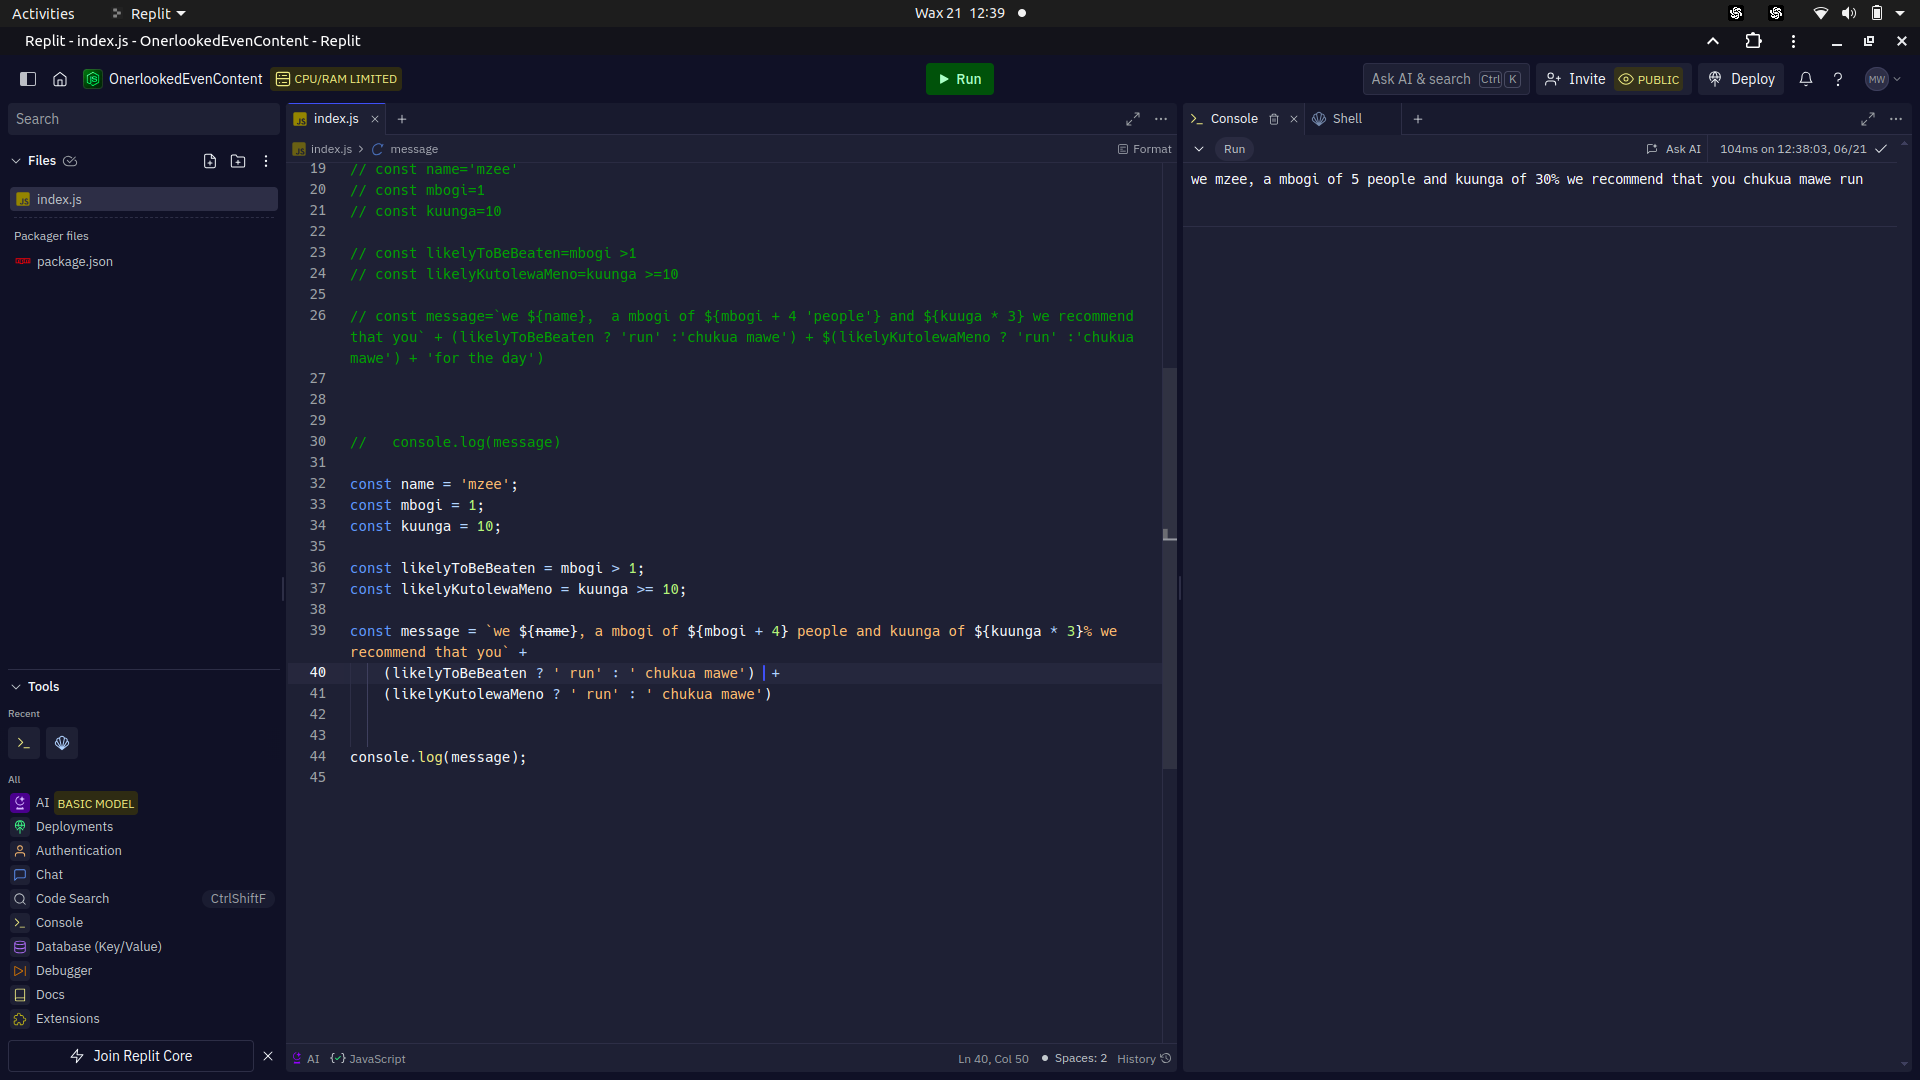 Activities
Replit
Wax 21 12:39
Replit - index.js - OnerlookedEvenContent - Replit
OnerlookedEvenContent
CPU/RAM LIMITED
Run
Ask AI & search Ctrl K
Invite
PUBLIC
Deploy
MW
Search
Files
index.js
Packager files
package.json
Tools
Recent
All
AI BASIC MODEL
Deployments
Authentication
Chat
Code Search CtrlShiftF
Console
Database (Key/Value)
Debugger
Docs
Extensions
Join Replit Core
index.js
index.js > message
Format
19 // const name='mzee'
20 // const mbogi=1
21 // const kuunga=10
22
23 // const likelyToBeBeaten=mbogi >1
24 // const likelyKutolewaMeno=kuunga >=10
25
26 // const message=`we ${name},  a mbogi of ${mbogi + 4 'people'} and ${kuuga * 3} we recommend
that you` + (likelyToBeBeaten ? 'run' :'chukua mawe') + $(likelyKutolewaMeno ? 'run' :'chukua
mawe') + 'for the day')
27
28
29
30 //   console.log(message)
31
32 const name = 'mzee';
33 const mbogi = 1;
34 const kuunga = 10;
35
36 const likelyToBeBeaten = mbogi > 1;
37 const likelyKutolewaMeno = kuunga >= 10;
38
39 const message = `we ${name}, a mbogi of ${mbogi + 4} people and kuunga of ${kuunga * 3}% we
recommend that you` +
40 (likelyToBeBeaten ? ' run' : ' chukua mawe')  +
41 (likelyKutolewaMeno ? ' run' : ' chukua mawe')
42
43
44 console.log(message);
45
AI
JavaScript
Ln 40, Col 50
Spaces: 2
History
Console
Shell
Run
Ask AI
104ms on 12:38:03, 06/21
we mzee, a mbogi of 5 people and kuunga of 30% we recommend that you chukua mawe run